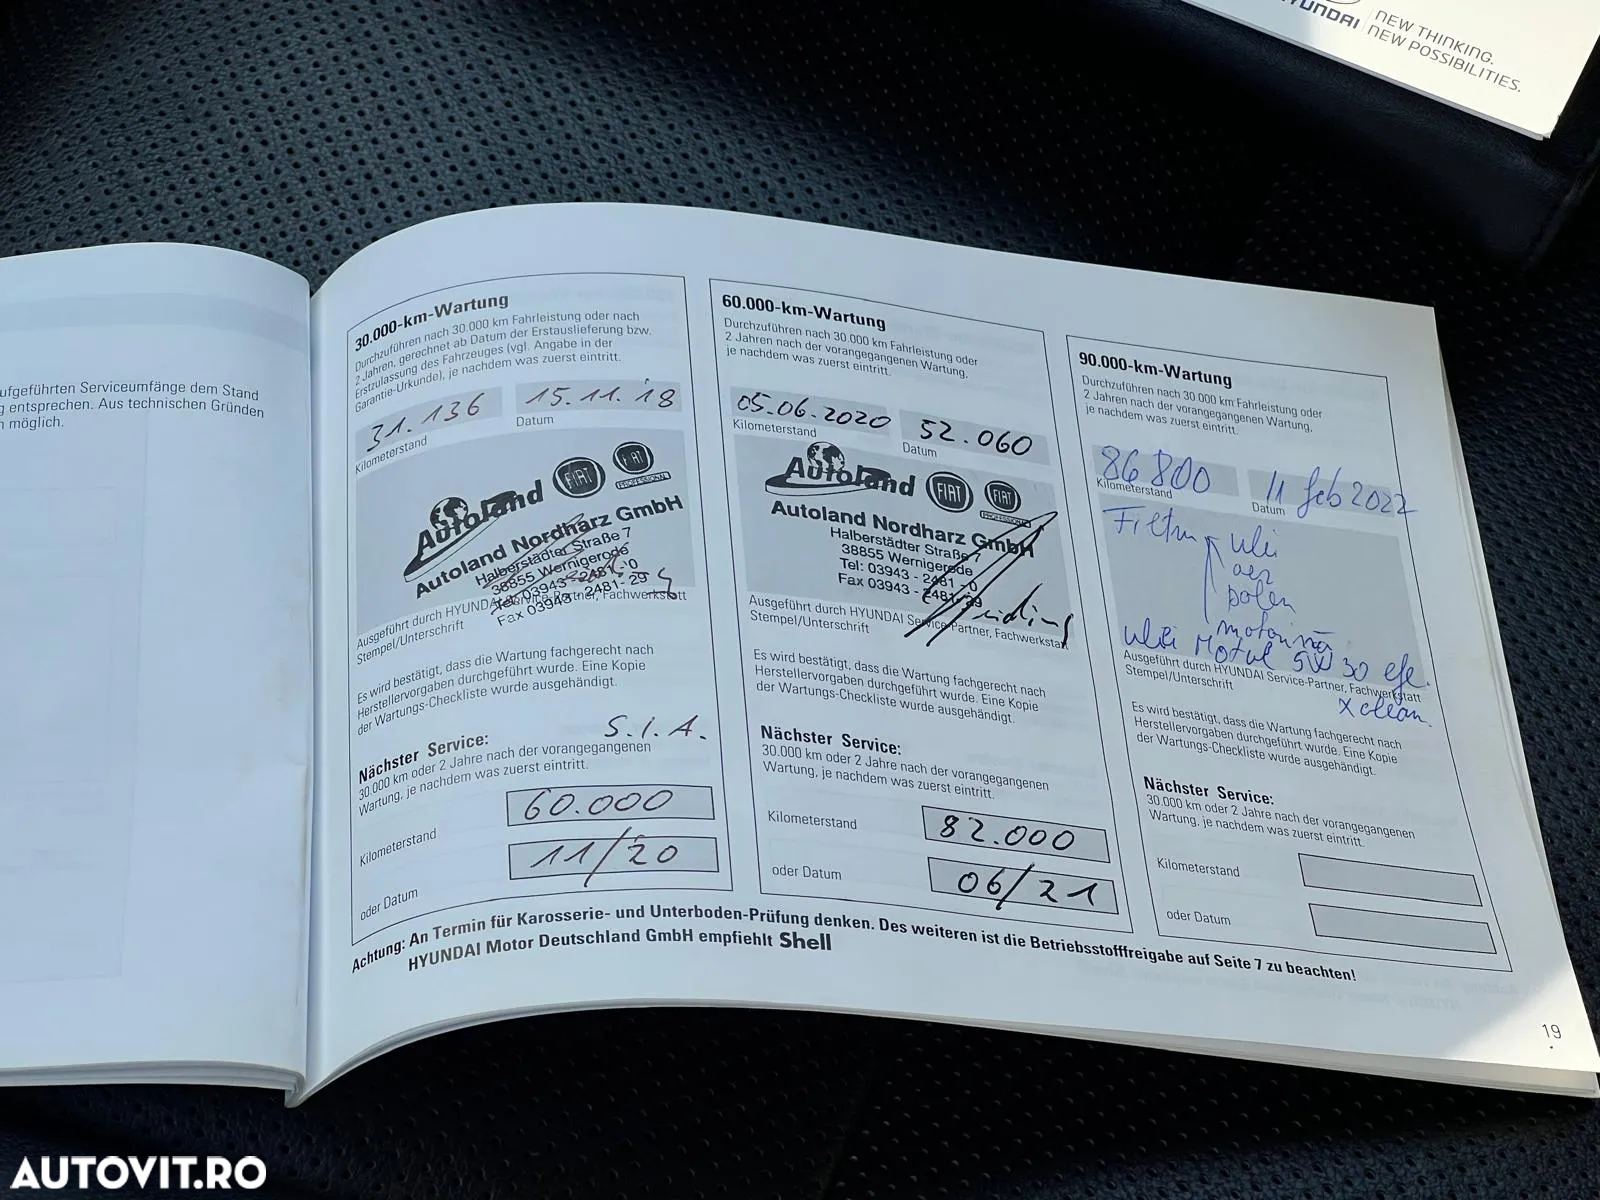 HYUNDAI
NEW THINKING.
NEW POSSIBILITIES.
ufgeführten Serviceumfänge dem Stand
g entsprechen. Aus technischen Gründen
n möglich.
30.000-km-Wartung
Durchzuführen nach 30.000 km Fahrleistung oder nach
2 Jahren, gerechnet ab Datum der Erstauslieferung bzw.
Erstzulassung des Fahrzeuges (vgl. Angabe in der
Garantie-Urkunde), je nachdem was zuerst eintritt.
31.136
15.11.18
Kilometerstand
Datum
Autoland
FIAT
FIAT
PROFESSIONAL
Autoland Nordharz GmbH
Halberstädter Straße 7
38855 Wernigerode
Tel: 03943 - 2481 - 0
Fax 03943 - 2481- 29
Ausgeführt durch HYUNDAI Service-Partner, Fachwerkstatt
Stempel/Unterschrift
Es wird bestätigt, dass die Wartung fachgerecht nach
Herstellervorgaben durchgeführt wurde. Eine Kopie
der Wartungs-Checkliste wurde ausgehändigt.
S.I.A.
Nächster Service:
30.000 km oder 2 Jahre nach der vorangegangenen
Wartung, je nachdem was zuerst eintritt.
Kilometerstand
60.000
oder Datum
11/20
60.000-km-Wartung
Durchzuführen nach 30.000 km Fahrleistung oder
2 Jahren nach der vorangegangenen Wartung,
je nachdem was zuerst eintritt.
05.06.2020
52.060
Kilometerstand
Datum
Autoland
FIAT
FIAT
PROFESSIONAL
Autoland Nordharz GmbH
Halberstädter Straße 7
38855 Wernigerode
Tel: 03943 - 2481 - 0
Fax 03943 - 2481- 29
Ausgeführt durch HYUNDAI Service-Partner, Fachwerkstatt
Stempel/Unterschrift
Es wird bestätigt, dass die Wartung fachgerecht nach
Herstellervorgaben durchgeführt wurde. Eine Kopie
der Wartungs-Checkliste wurde ausgehändigt.
Nächster Service:
30.000 km oder 2 Jahre nach der vorangegangenen
Wartung, je nachdem was zuerst eintritt.
Kilometerstand
82.000
oder Datum
06/21
90.000-km-Wartung
Durchzuführen nach 30.000 km Fahrleistung oder
2 Jahren nach der vorangegangenen Wartung,
je nachdem was zuerst eintritt.
86 800
11 feb 2022
Kilometerstand
Datum
Filtru ulei
aer
polen
motorină
ulei Motul 5W 30 efe.
Ausgeführt durch HYUNDAI Service-Partner, Fachwerkstatt
Stempel/Unterschrift
X clean.
Es wird bestätigt, dass die Wartung fachgerecht nach
Herstellervorgaben durchgeführt wurde. Eine Kopie
der Wartungs-Checkliste wurde ausgehändigt.
Nächster Service:
30.000 km oder 2 Jahre nach der vorangegangenen
Wartung, je nachdem was zuerst eintritt.
Kilometerstand
oder Datum
Achtung: An Termin für Karosserie- und Unterboden-Prüfung denken. Des weiteren ist die Betriebsstofffreigabe auf Seite 7 zu beachten!
HYUNDAI Motor Deutschland GmbH empfiehlt Shell
19
AUTOVIT.RO